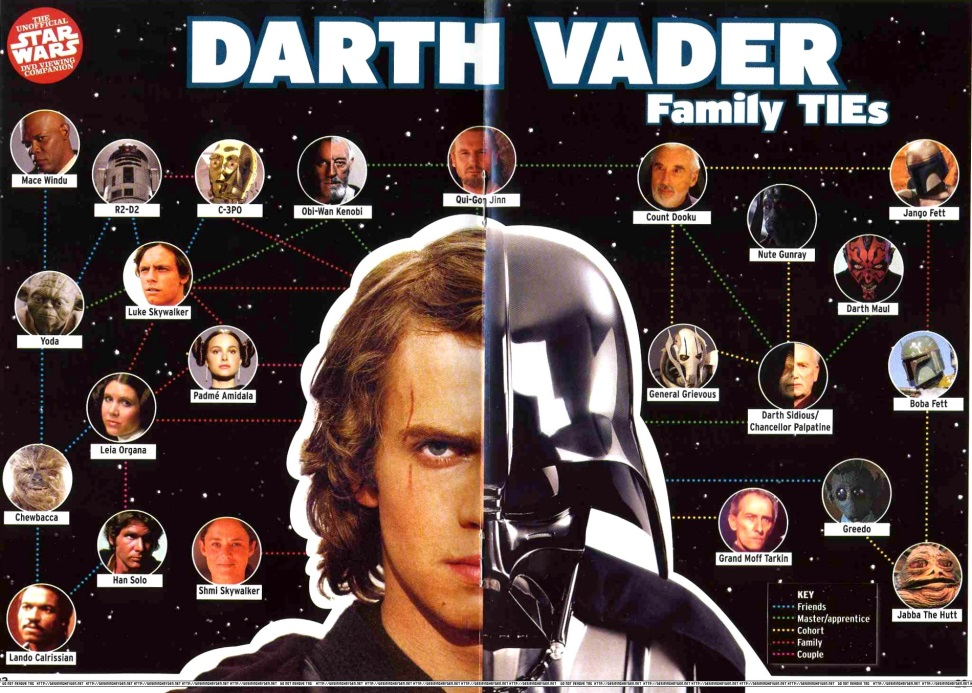 THE
UNOFFICIAL
STAR
WARS
DVD VIEWING
COMPANION
DARTH VADER
Family TIEs
Mace Windu
R2-D2
C-3PO
Obi-Wan Kenobi
Qui-Gon Jinn
Count Dooku
Jango Fett
Nute Gunray
Darth Maul
Luke Skywalker
Yoda
Padmé Amidala
General Grievous
Darth Sidious/
Chancellor Palpatine
Boba Fett
Leia Organa
Chewbacca
Greedo
Grand Moff Tarkin
Han Solo
Shmi Skywalker
Jabba The Hutt
Lando Calrissian
KEY
Friends
Master/apprentice
Cohort
Family
Couple